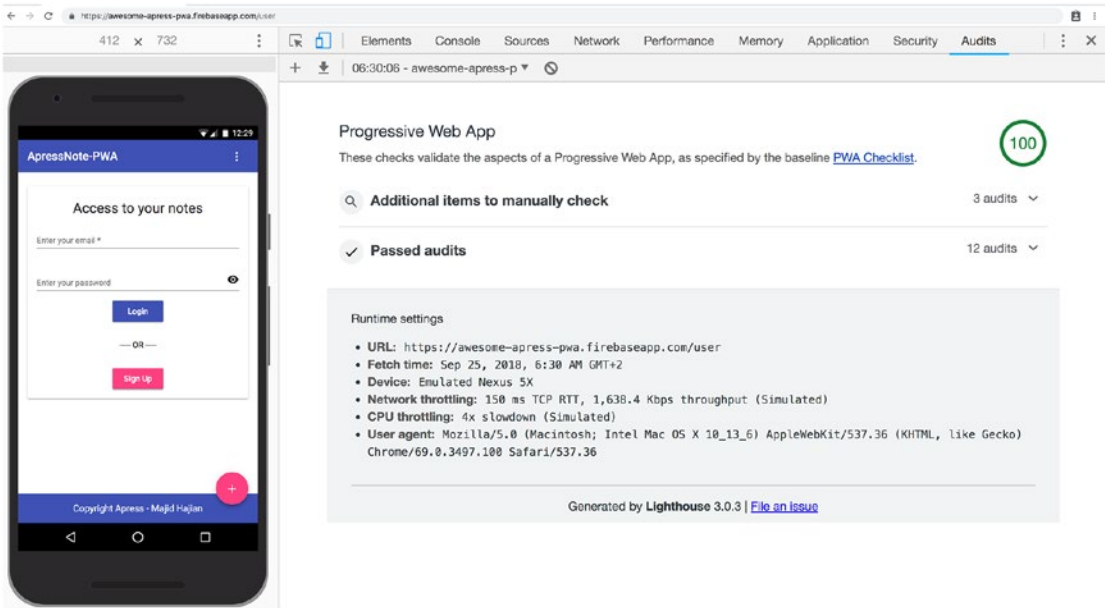 https://awesome-apress-pwa.firebaseapp.com/user
412 x 732
Elements Console Sources Network Performance Memory Application Security Audits
06:30:06 - awesome-apress-p
12:29
ApressNote-PWA
Access to your notes
Enter your email *
Enter your password
Login
OR
Sign Up
+
Copyright Apress - Majid Hajian
Progressive Web App
100
These checks validate the aspects of a Progressive Web App, as specified by the baseline PWA Checklist.
Additional items to manually check 3 audits
Passed audits 12 audits
Runtime settings
• URL: https://awesome-apress-pwa.firebaseapp.com/user
• Fetch time: Sep 25, 2018, 6:30 AM GMT+2
• Device: Emulated Nexus 5X
• Network throttling: 150 ms TCP RTT, 1,638.4 Kbps throughput (Simulated)
• CPU throttling: 4x slowdown (Simulated)
• User agent: Mozilla/5.0 (Macintosh; Intel Mac OS X 10_13_6) AppleWebKit/537.36 (KHTML, like Gecko)
Chrome/69.0.3497.100 Safari/537.36
Generated by Lighthouse 3.0.3 | File an issue